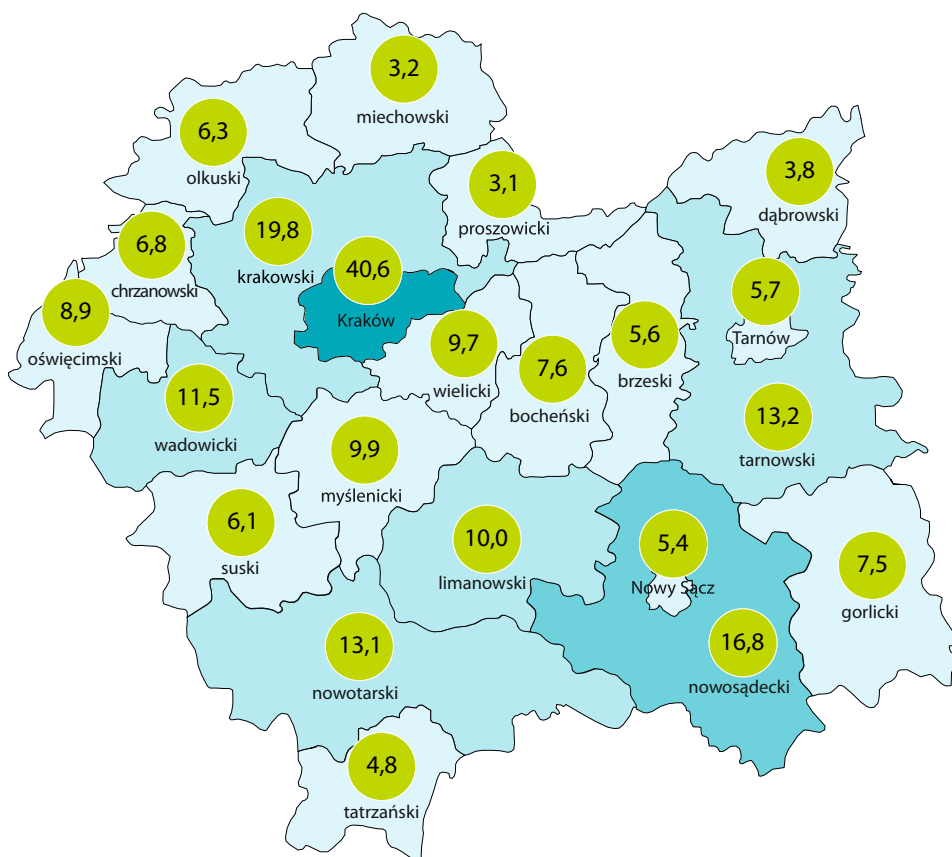 3,2
miechowski
6,3
olkuski
3,1
proszowicki
3,8
dąbrowski
19,8
krakowski
6,8
chrzanowski
40,6
Kraków
8,9
oświęcimski
5,7
Tarnów
9,7
wielicki
7,6
bocheński
5,6
brzeski
11,5
wadowicki
13,2
tarnowski
9,9
myślenicki
6,1
suski
10,0
limanowski
5,4
Nowy Sącz
7,5
gorlicki
13,1
nowotarski
16,8
nowosądecki
4,8
tatrzański